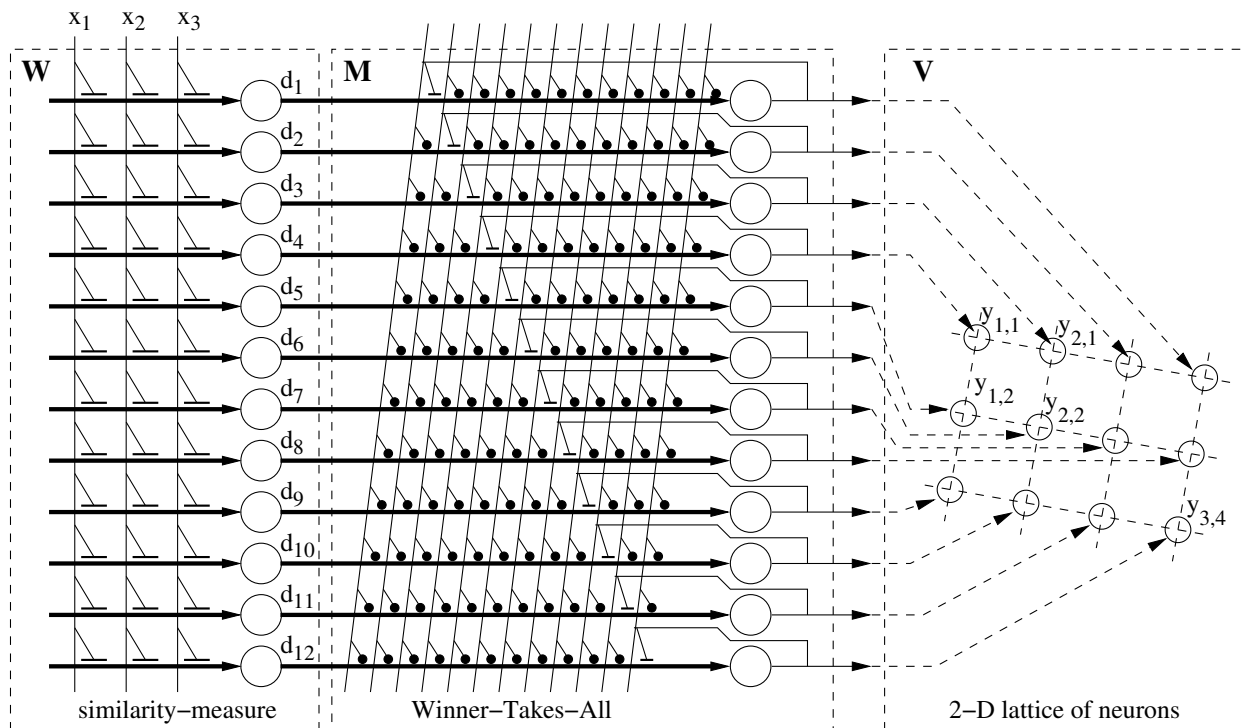 x1 x2 x3
W M V
d1
d2
d3
d4
d5
d6
d7
d8
d9
d10
d11
d12
y1,1 y2,1
y1,2 y2,2
y3,4
similarity−measure Winner−Takes−All 2−D lattice of neurons